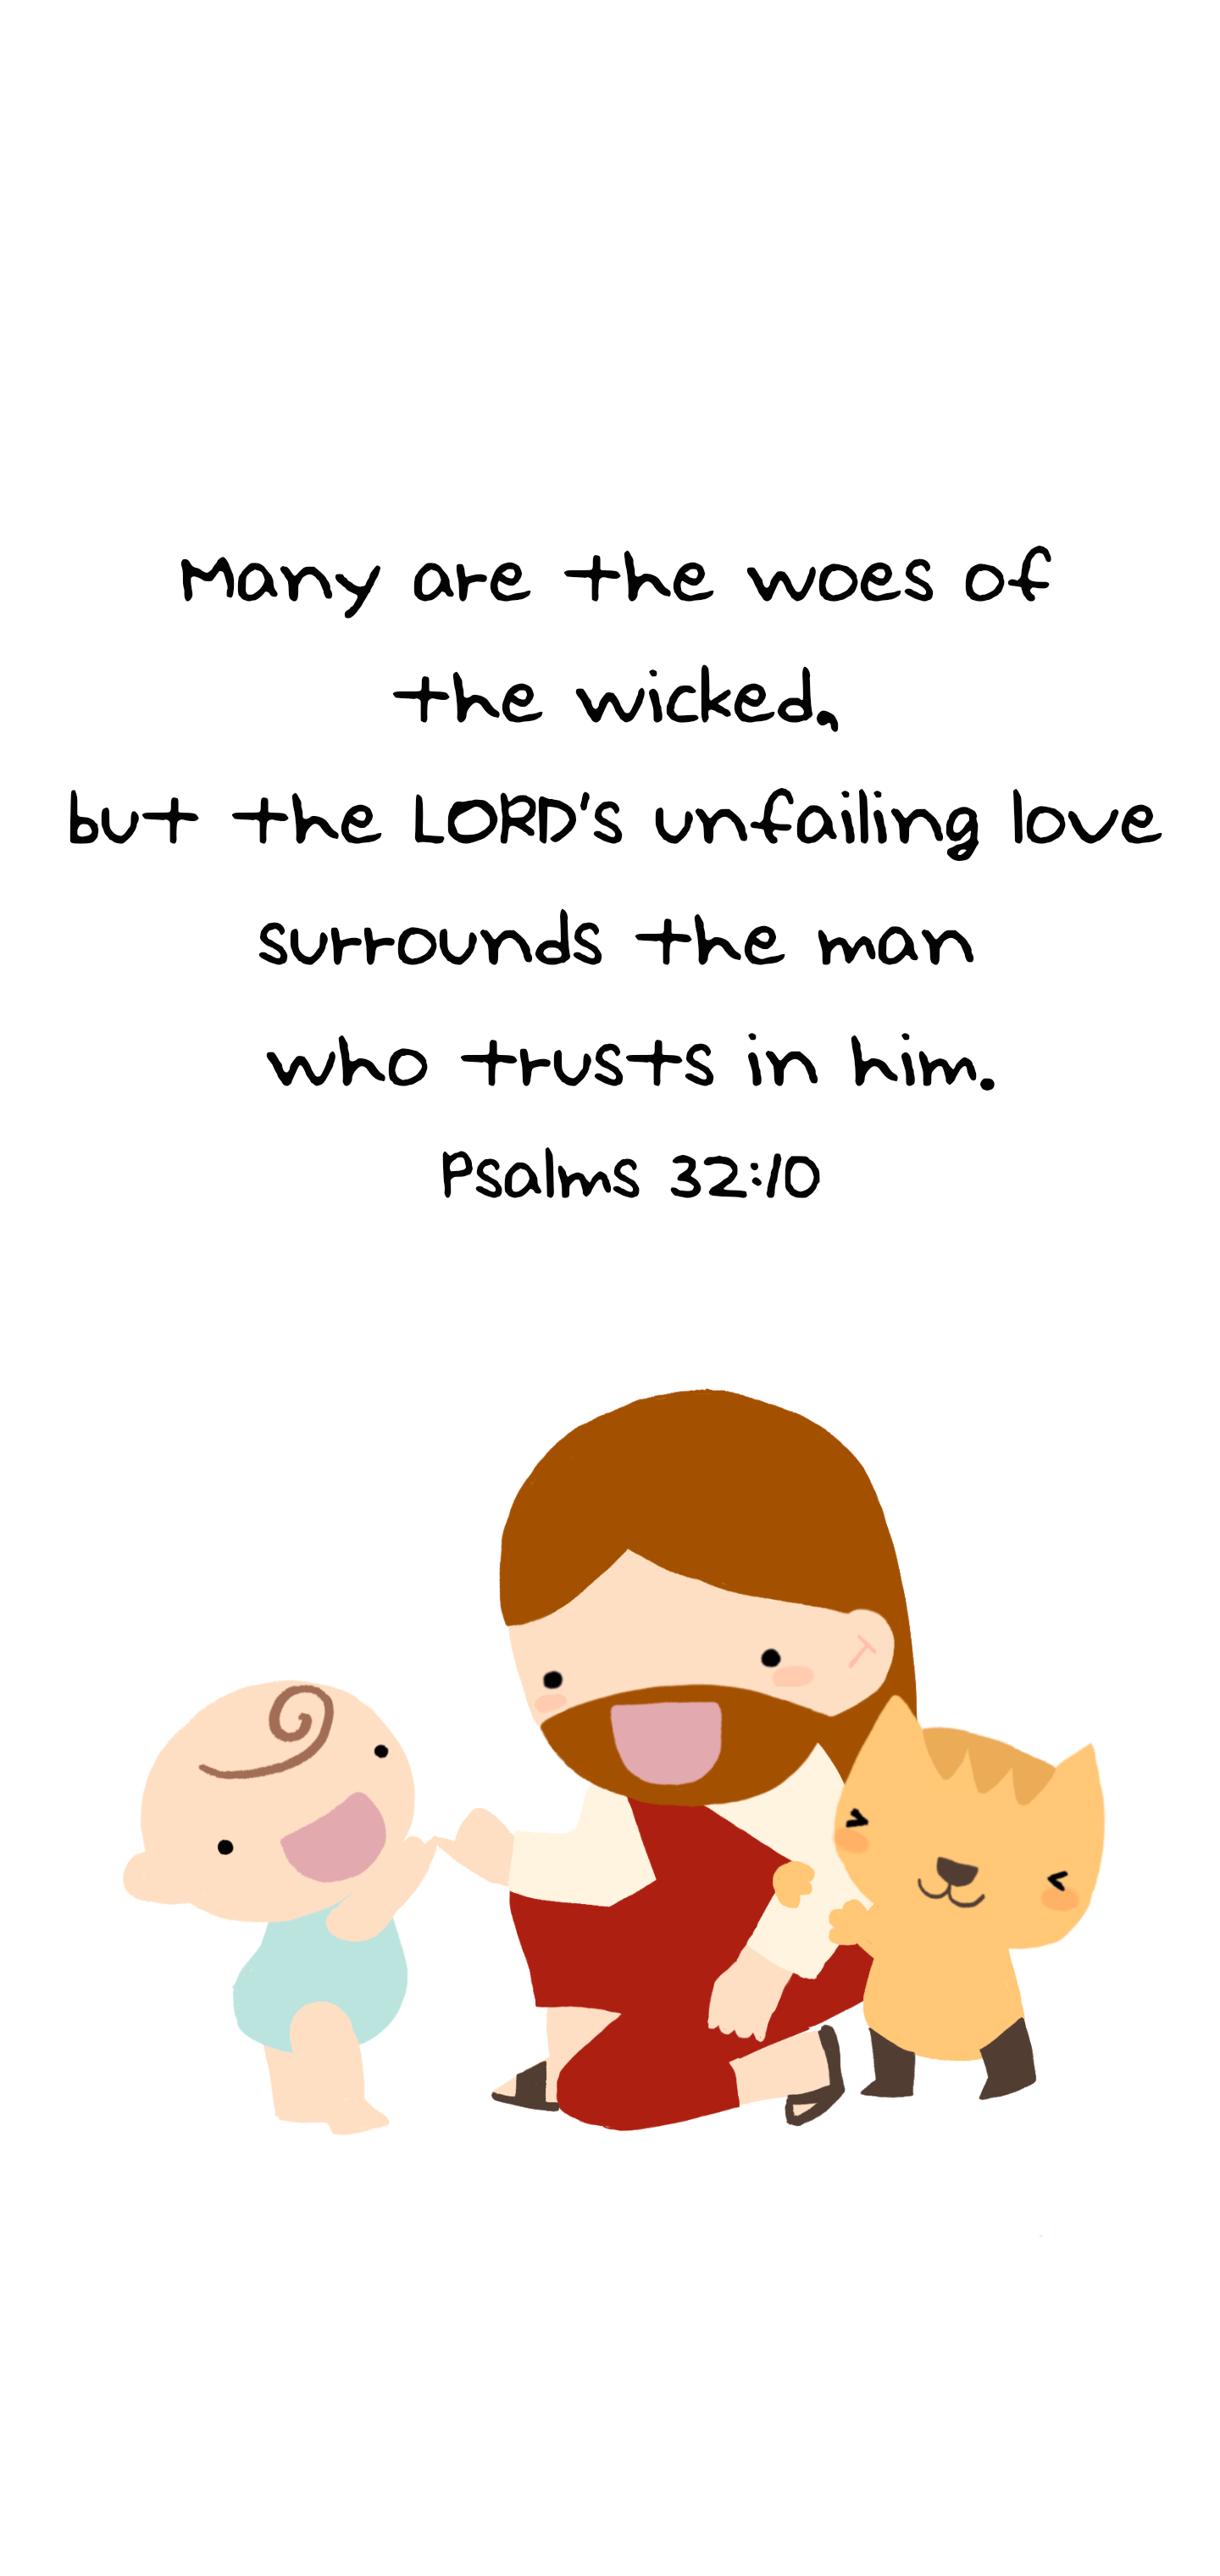 Many are the woes of
the wicked,
but the LORD's unfailing love
surrounds the man
who trusts in him.
Psalms 32:10